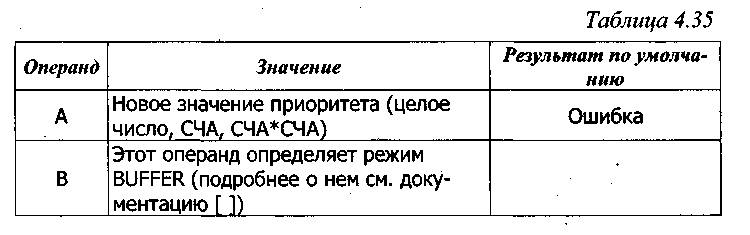 Таблица 4.35
Операнд
Значение
Результат по умолча-
нию
А
Новое значение приоритета (целое
число, СЧА, СЧА*СЧА)
Ошибка
В
Этот операнд определяет режим
BUFFER (подробнее о нем см. доку-
ментацию [ ])